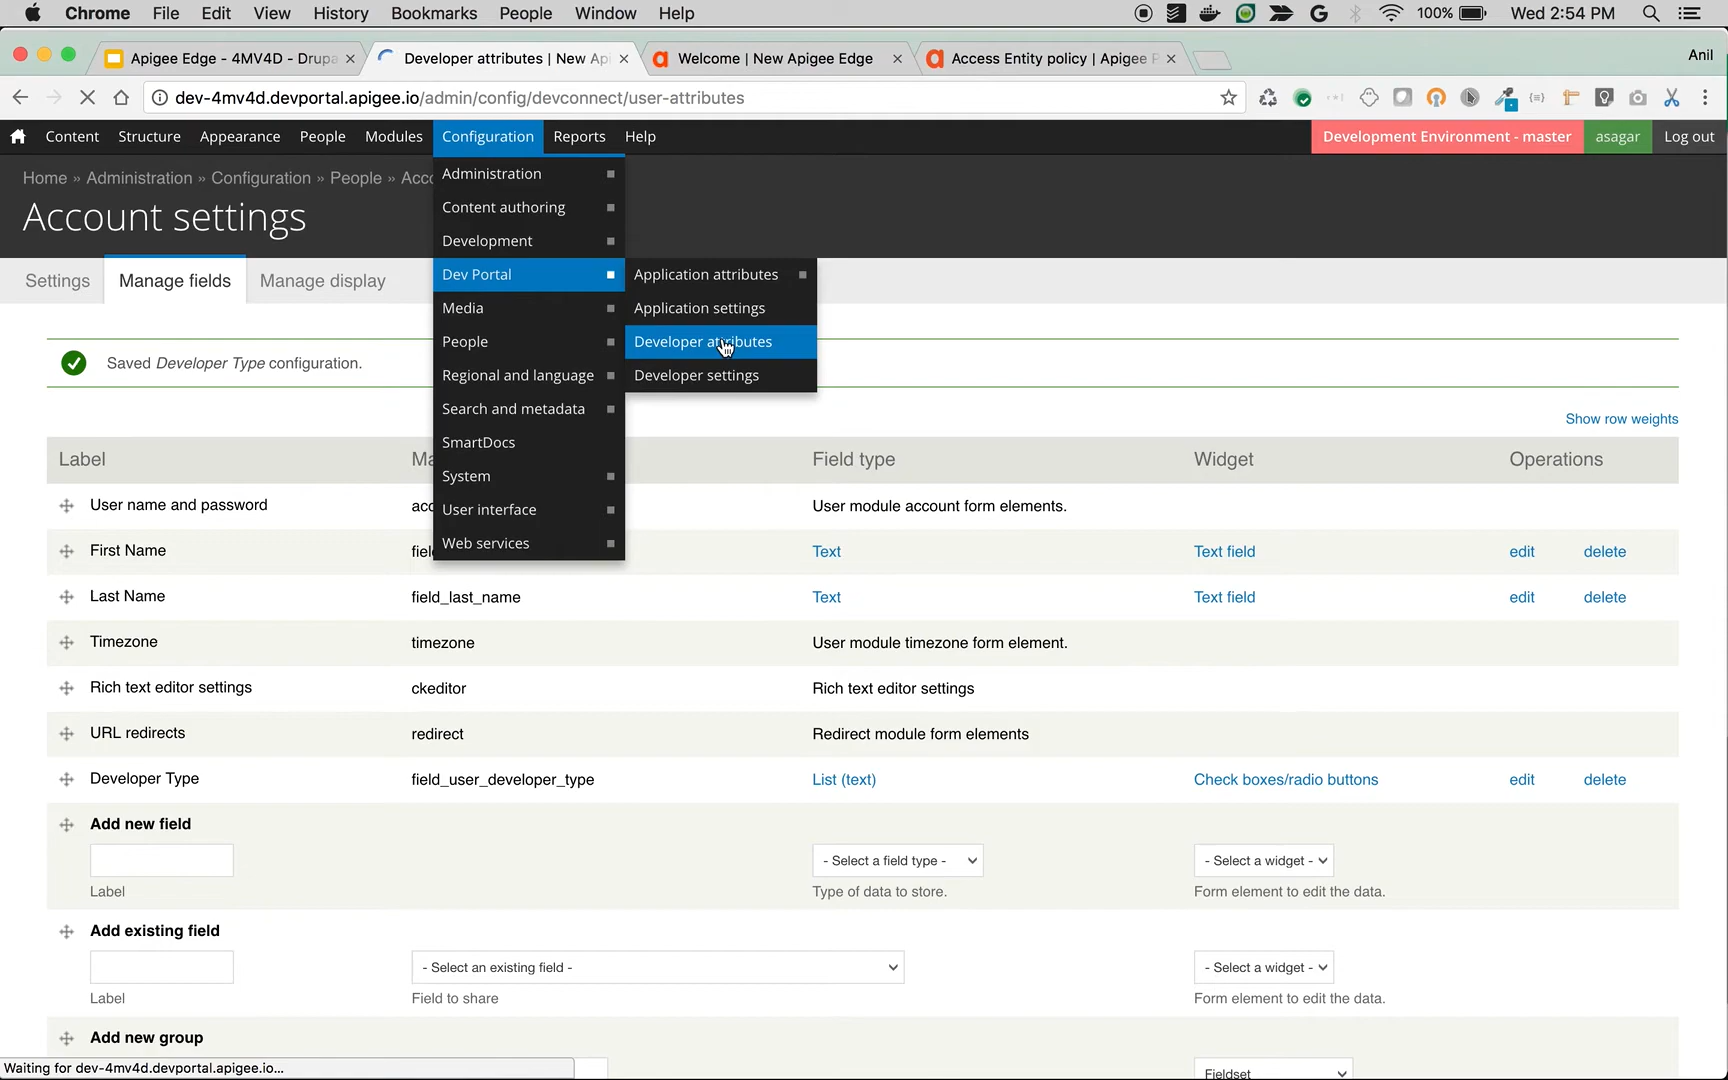 Chrome File Edit View History Bookmarks People Window Help 100% Wed 2:54 PM
Apigee Edge - 4MV4D - Drupa Developer attributes | New Api Welcome | New Apigee Edge Access Entity policy | Apigee Anil
dev-4mv4d.devportal.apigee.io/admin/config/devconnect/user-attributes
Content Structure Appearance People Modules Configuration Reports Help Development Environment - master asagar Log out
Home » Administration » Configuration » People » Acco
Account settings
Settings Manage fields Manage display
Administration
Content authoring
Development
Dev Portal
Media
People
Regional and language
Search and metadata
SmartDocs
System
User interface
Web services
Application attributes
Application settings
Developer attributes
Developer settings
Saved Developer Type configuration.
Show row weights
Label Ma Field type Widget Operations
User name and password acc User module account form elements.
First Name fiel Text Text field edit delete
Last Name field_last_name Text Text field edit delete
Timezone timezone User module timezone form element.
Rich text editor settings ckeditor Rich text editor settings
URL redirects redirect Redirect module form elements
Developer Type field_user_developer_type List (text) Check boxes/radio buttons edit delete
Add new field
- Select a field type - - Select a widget -
Label Type of data to store. Form element to edit the data.
Add existing field
- Select an existing field - - Select a widget -
Label Field to share Form element to edit the data.
Add new group
Fieldset
Waiting for dev-4mv4d.devportal.apigee.io...